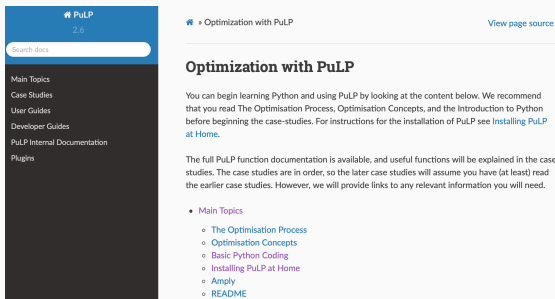 PuLP
2.6
Search docs
Main Topics
Case Studies
User Guides
Developer Guides
PuLP Internal Documentation
Plugins
» Optimization with PuLP
View page source
Optimization with PuLP
You can begin learning Python and using PuLP by looking at the content below. We recommend
that you read The Optimisation Process, Optimisation Concepts, and the Introduction to Python
before beginning the case-studies. For instructions for the installation of PuLP see Installing PuLP
at Home.
The full PuLP function documentation is available, and useful functions will be explained in the case
studies. The case studies are in order, so the later case studies will assume you have (at least) read
the earlier case studies. However, we will provide links to any relevant information you will need.
Main Topics
The Optimisation Process
Optimisation Concepts
Basic Python Coding
Installing PuLP at Home
Amply
README